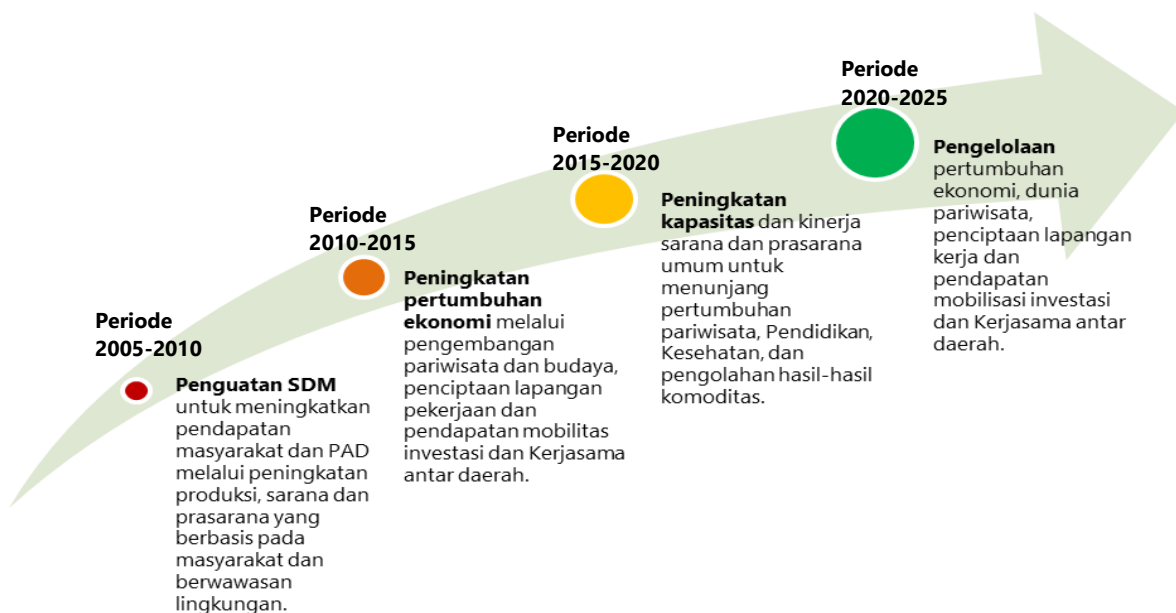 Periode
2005-2010
Penguatan SDM
untuk meningkatkan
pendapatan
masyarakat dan PAD
melalui peningkatan
produksi, sarana dan
prasarana yang
berbasis pada
masyarakat dan
berwawasan
lingkungan.
Periode
2010-2015
Peningkatan
pertumbuhan
ekonomi melalui
pengembangan
pariwisata dan budaya,
penciptaan lapangan
pekerjaan dan
pendapatan mobilitas
investasi dan Kerjasama
antar daerah.
Periode
2015-2020
Peningkatan
kapasitas dan kinerja
sarana dan prasarana
umum untuk
menunjang
pertumbuhan
pariwisata, Pendidikan,
Kesehatan, dan
pengolahan hasil-hasil
komoditas.
Periode
2020-2025
Pengelolaan
pertumbuhan
ekonomi, dunia
pariwisata,
penciptaan lapangan
kerja dan
pendapatan
mobilisasi investasi
dan Kerjasama antar
daerah.